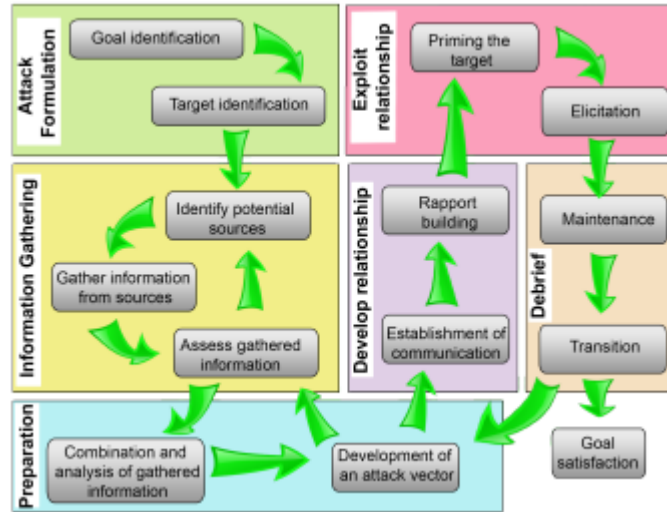 Attack
Formulation
Goal identification
Target identification
Exploit
relationship
Priming the
target
Elicitation
Information Gathering
Identify potential
sources
Gather information
from sources
Assess gathered
information
Develop relationship
Rapport
building
Establishment of
communication
Debrief
Maintenance
Transition
Goal
satisfaction
Preparation
Combination and
analysis of gathered
information
Development of
an attack vector